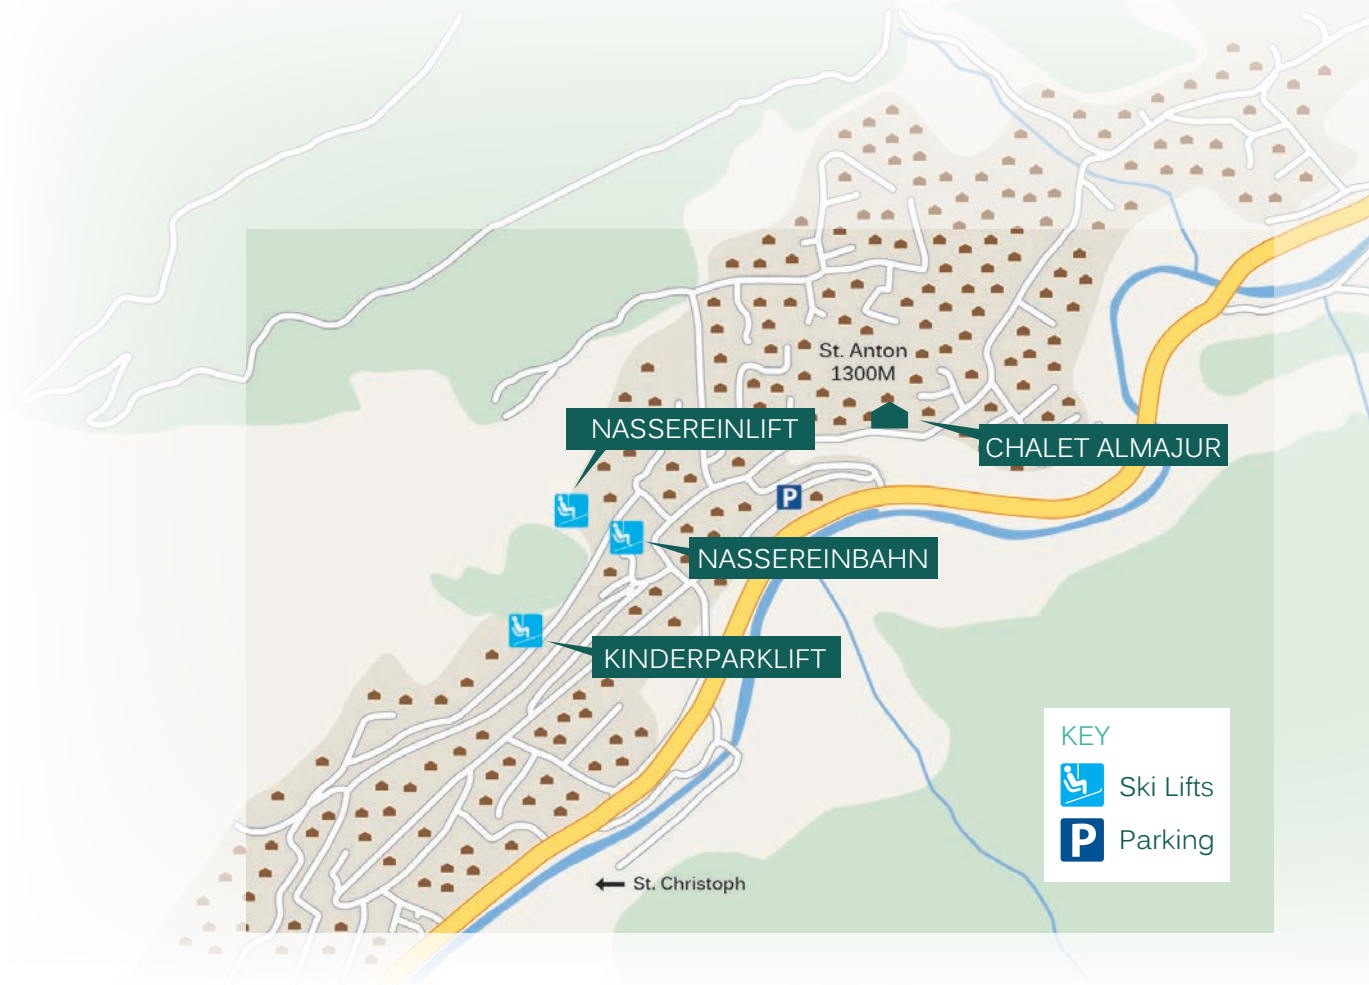 St. Anton
1300M
NASSEREINLIFT
CHALET ALMAJUR
P
NASSEREINBAHN
KINDERPARKLIFT
KEY
Ski Lifts
P Parking
St. Christoph